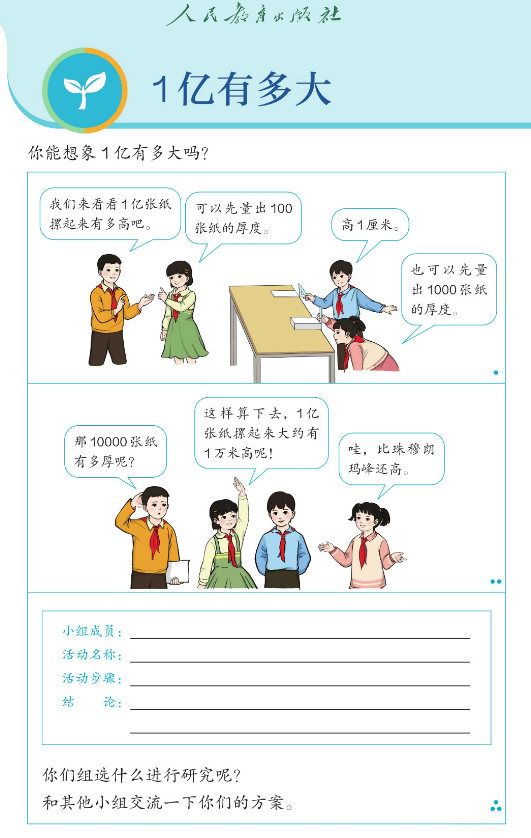 人民教育出版社
1亿有多大
你能想象1亿有多大吗？
我们来看看1亿张纸
摞起来有多高吧。
可以先量出100
张纸的厚度。
高1厘米。
也可以先量
出1000张纸
的厚度。
那10000张纸
有多厚呢？
这样算下去，1亿
张纸摞起来大约有
1万米高呢！
哇，比珠穆朗
玛峰还高。
小组成员：
活动名称：
活动步骤：
结　　论：
你们组选什么进行研究呢？
和其他小组交流一下你们的方案。